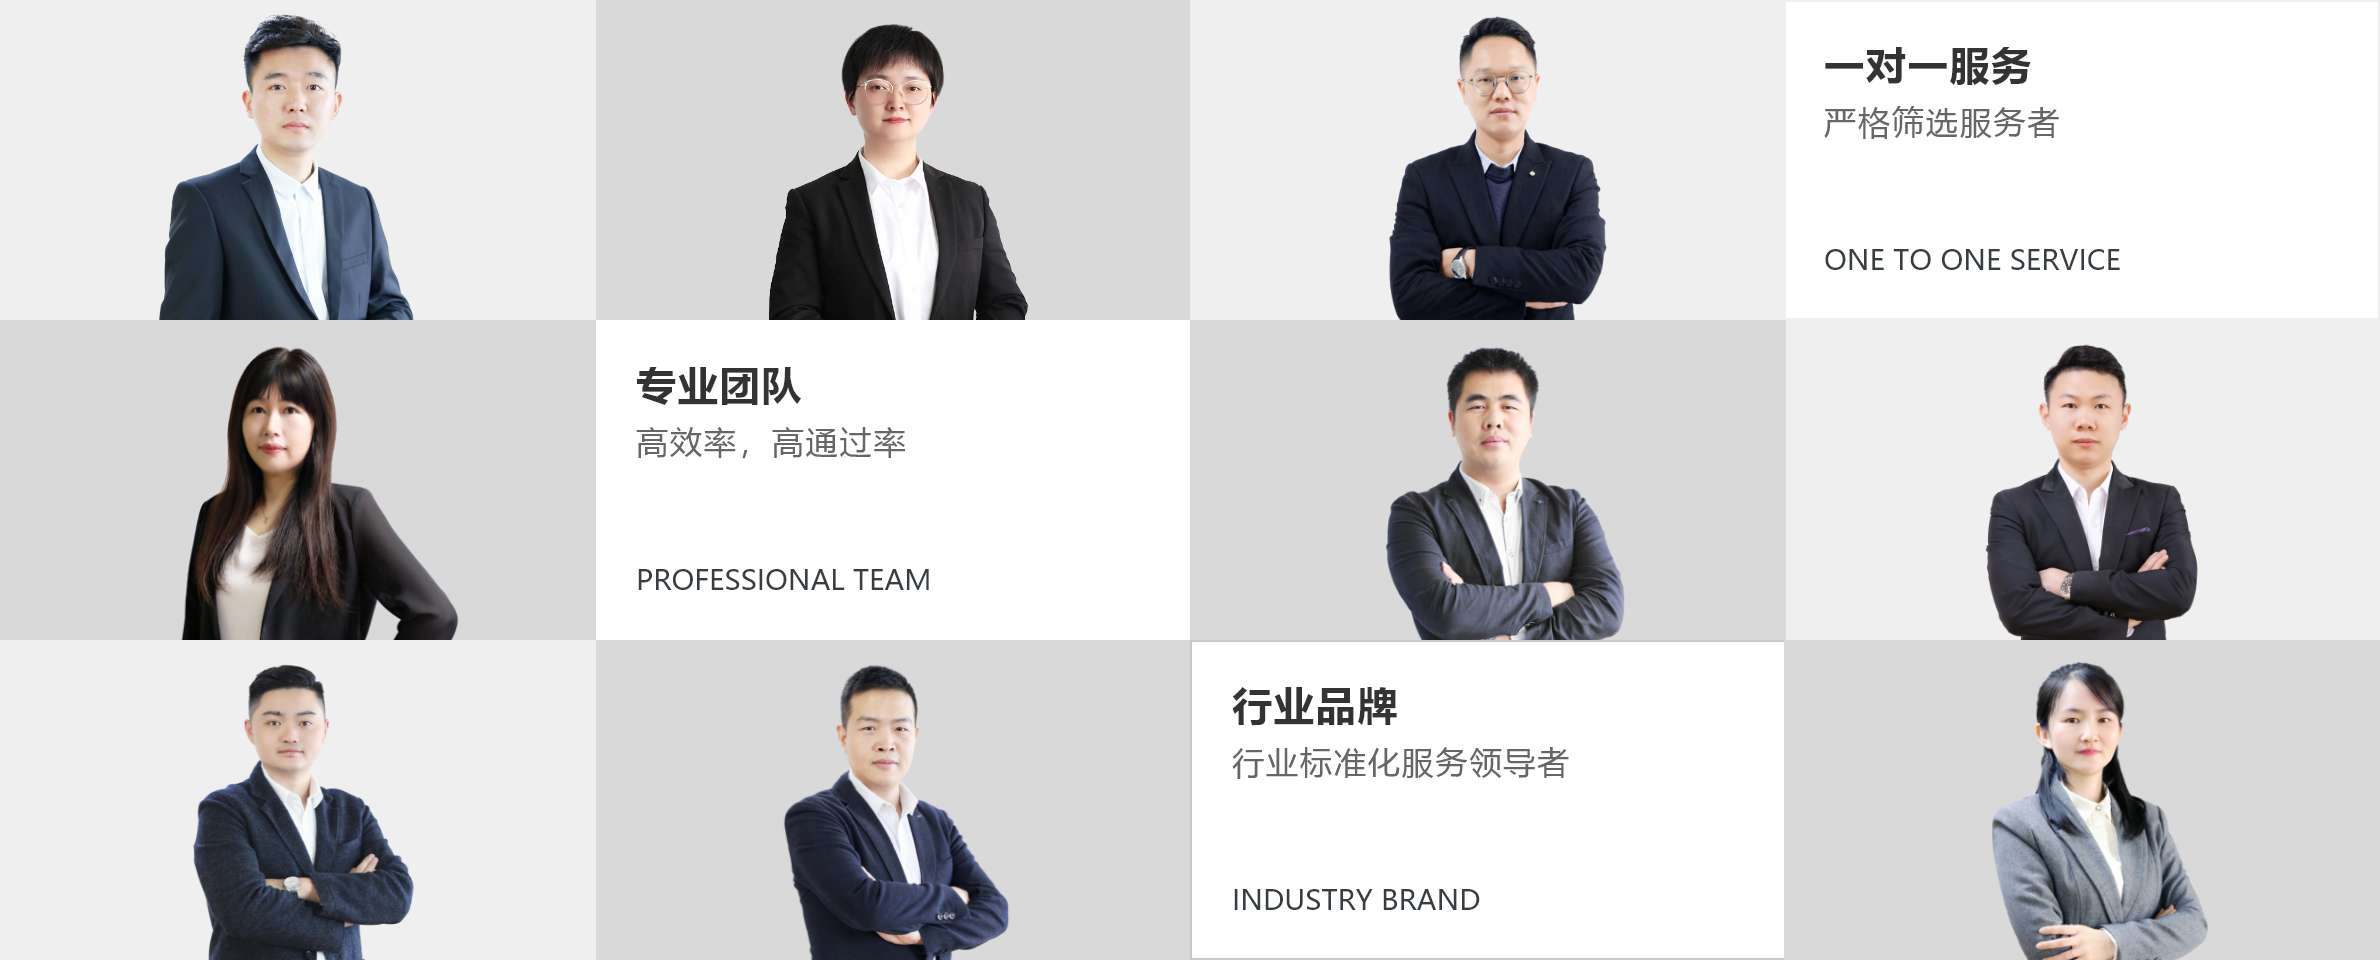 一对一服务
严格筛选服务者
ONE TO ONE SERVICE
专业团队
高效率，高通过率
PROFESSIONAL TEAM
行业品牌
行业标准化服务领导者
INDUSTRY BRAND